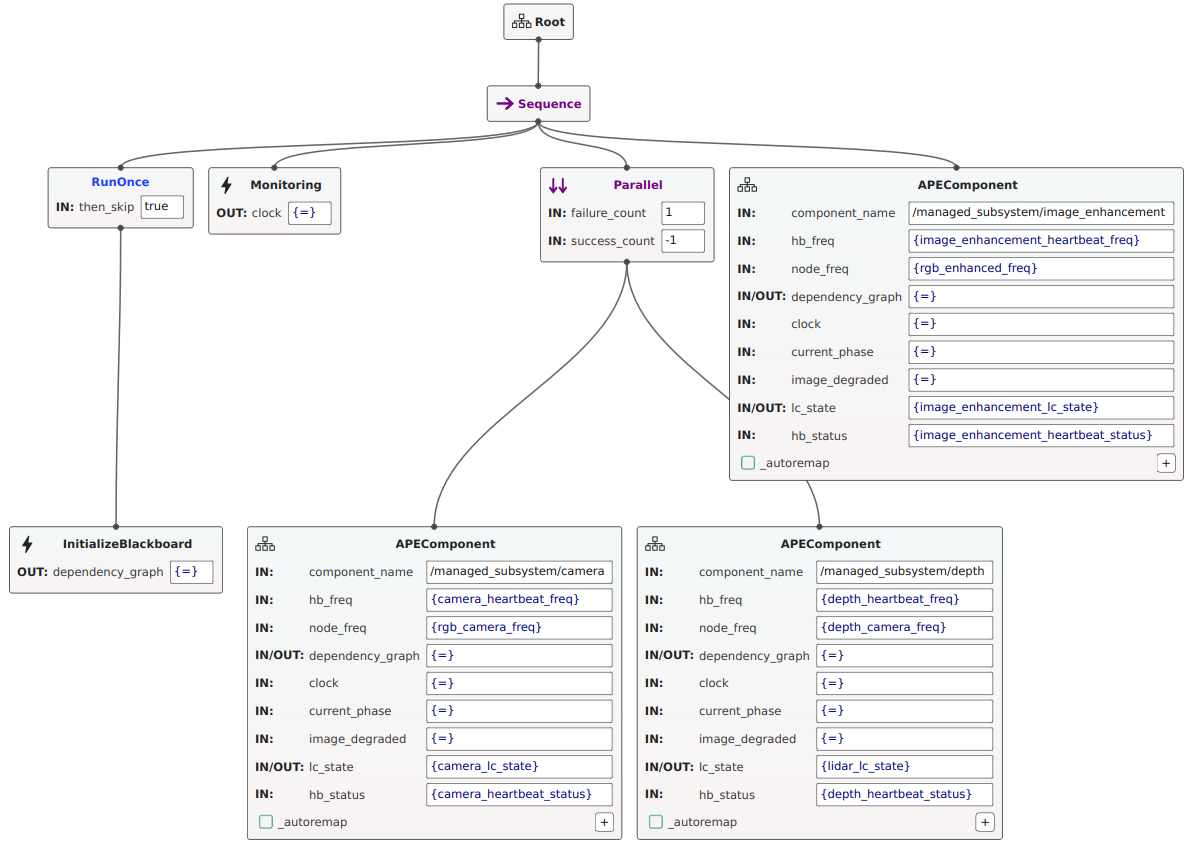 Root
Sequence
RunOnce
IN: then_skip true
Monitoring
OUT: clock {=}
Parallel
IN: failure_count 1
IN: success_count -1
APEComponent
IN: component_name /managed_subsystem/image_enhancement
IN: hb_freq {image_enhancement_heartbeat_freq}
IN: node_freq {rgb_enhanced_freq}
IN/OUT: dependency_graph {=}
IN: clock {=}
IN: current_phase {=}
IN: image_degraded {=}
IN/OUT: lc_state {image_enhancement_lc_state}
IN: hb_status {image_enhancement_heartbeat_status}
_autoremap +
InitializeBlackboard
OUT: dependency_graph {=}
APEComponent
IN: component_name /managed_subsystem/camera
IN: hb_freq {camera_heartbeat_freq}
IN: node_freq {rgb_camera_freq}
IN/OUT: dependency_graph {=}
IN: clock {=}
IN: current_phase {=}
IN: image_degraded {=}
IN/OUT: lc_state {camera_lc_state}
IN: hb_status {camera_heartbeat_status}
_autoremap +
APEComponent
IN: component_name /managed_subsystem/depth
IN: hb_freq {depth_heartbeat_freq}
IN: node_freq {depth_camera_freq}
IN/OUT: dependency_graph {=}
IN: clock {=}
IN: current_phase {=}
IN: image_degraded {=}
IN/OUT: lc_state {lidar_lc_state}
IN: hb_status {depth_heartbeat_status}
_autoremap +